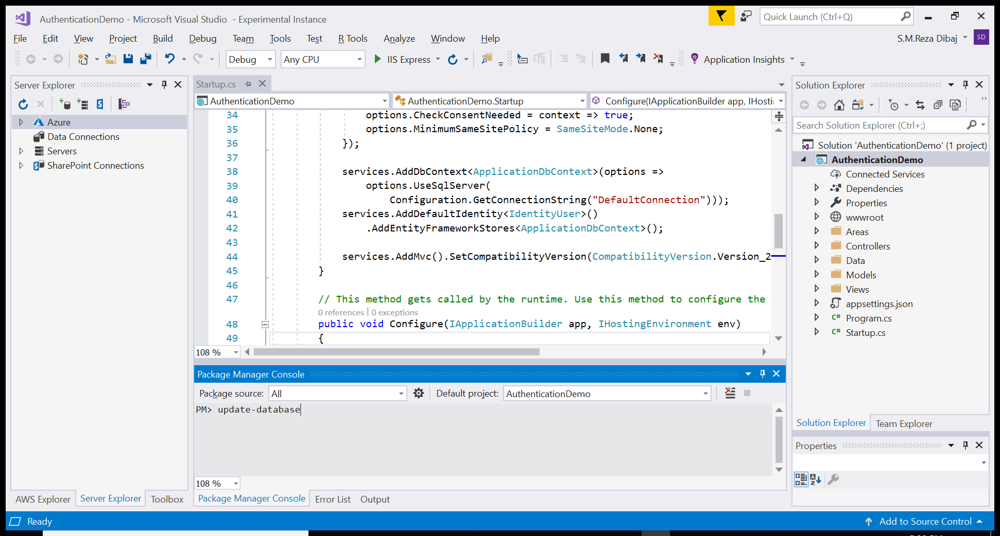 AuthenticationDemo - Microsoft Visual Studio - Experimental Instance
Quick Launch (Ctrl+Q)
File Edit View Project Build Debug Team Tools Test R Tools Analyze Window Help
S.M.Reza Dibaj SD
Debug Any CPU IIS Express Application Insights
Server Explorer
Azure
Data Connections
Servers
SharePoint Connections
AWS Explorer Server Explorer Toolbox
Startup.cs
AuthenticationDemo AuthenticationDemo.Startup Configure(IApplicationBuilder app, IHosti
34 options.CheckConsentNeeded = context => true;
35 options.MinimumSameSitePolicy = SameSiteMode.None;
36 });
37
38 services.AddDbContext<ApplicationDbContext>(options =>
39 options.UseSqlServer(
40 Configuration.GetConnectionString("DefaultConnection")));
41 services.AddDefaultIdentity<IdentityUser>()
42 .AddEntityFrameworkStores<ApplicationDbContext>();
43
44 services.AddMvc().SetCompatibilityVersion(CompatibilityVersion.Version_2
45 }
46
47 // This method gets called by the runtime. Use this method to configure the
0 references | 0 exceptions
48 public void Configure(IApplicationBuilder app, IHostingEnvironment env)
49 {
108 %
Package Manager Console
Package source: All Default project: AuthenticationDemo
PM> update-database
108 %
Package Manager Console Error List Output
Solution Explorer
Search Solution Explorer (Ctrl+;)
Solution 'AuthenticationDemo' (1 project)
AuthenticationDemo
Connected Services
Dependencies
Properties
wwwroot
Areas
Controllers
Data
Models
Views
appsettings.json
C# Program.cs
C# Startup.cs
Solution Explorer Team Explorer
Properties
Ready
Add to Source Control